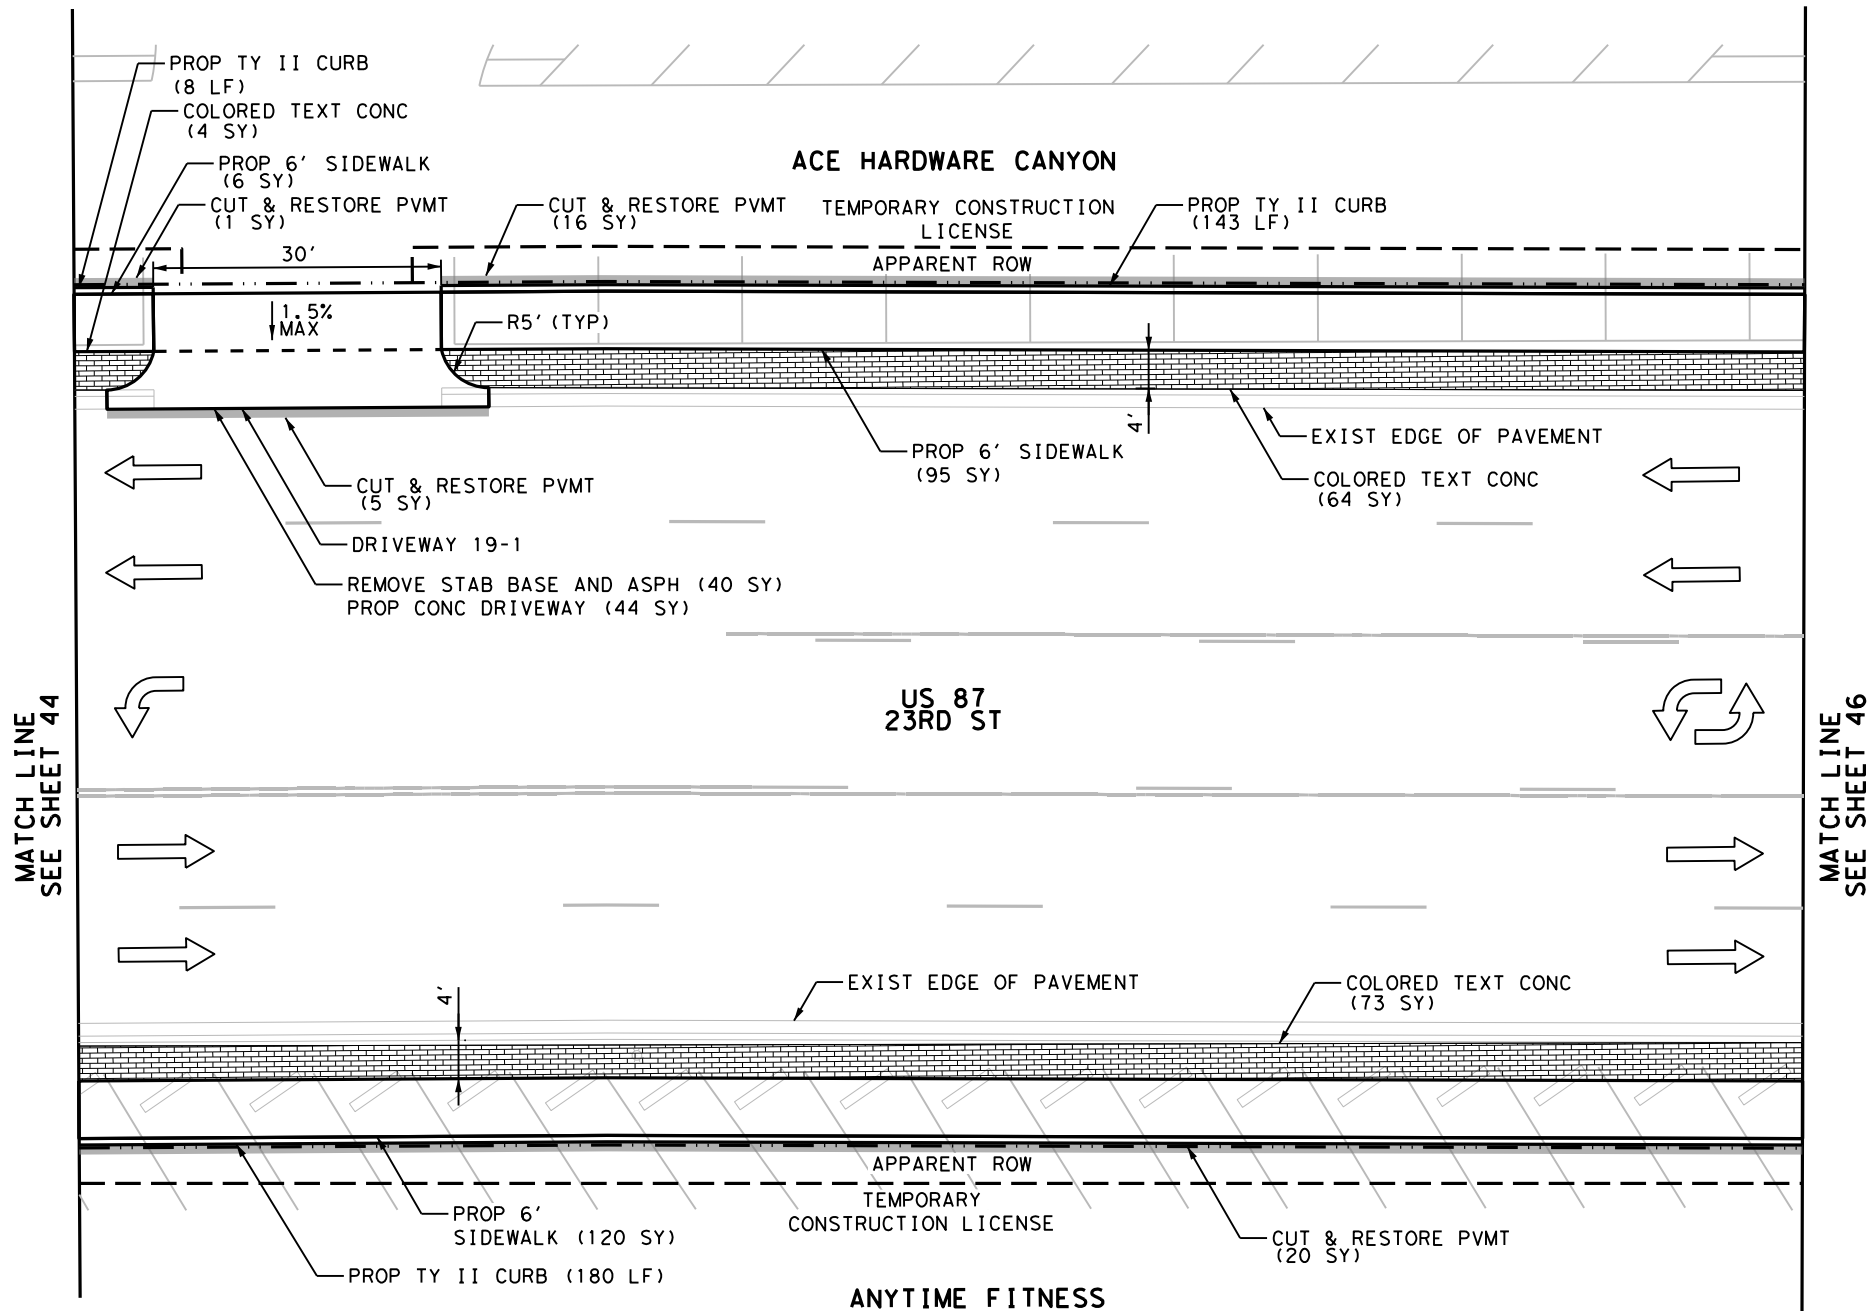 PROP TY II CURB
(8 LF)
COLORED TEXT CONC
(4 SY)
PROP 6' SIDEWALK
(6 SY)
CUT & RESTORE PVMT
(1 SY)
30'
1.5%
MAX
ACE HARDWARE CANYON
CUT & RESTORE PVMT
(16 SY)
TEMPORARY CONSTRUCTION
LICENSE
PROP TY II CURB
(143 LF)
APPARENT ROW
R5' (TYP)
4'
PROP 6' SIDEWALK
(95 SY)
EXIST EDGE OF PAVEMENT
COLORED TEXT CONC
(64 SY)
CUT & RESTORE PVMT
(5 SY)
DRIVEWAY 19-1
REMOVE STAB BASE AND ASPH (40 SY)
PROP CONC DRIVEWAY (44 SY)
US 87
23RD ST
MATCH LINE
SEE SHEET 44
MATCH LINE
SEE SHEET 46
4'
EXIST EDGE OF PAVEMENT
COLORED TEXT CONC
(73 SY)
APPARENT ROW
TEMPORARY
CONSTRUCTION LICENSE
PROP 6'
SIDEWALK (120 SY)
PROP TY II CURB (180 LF)
CUT & RESTORE PVMT
(20 SY)
ANYTIME FITNESS